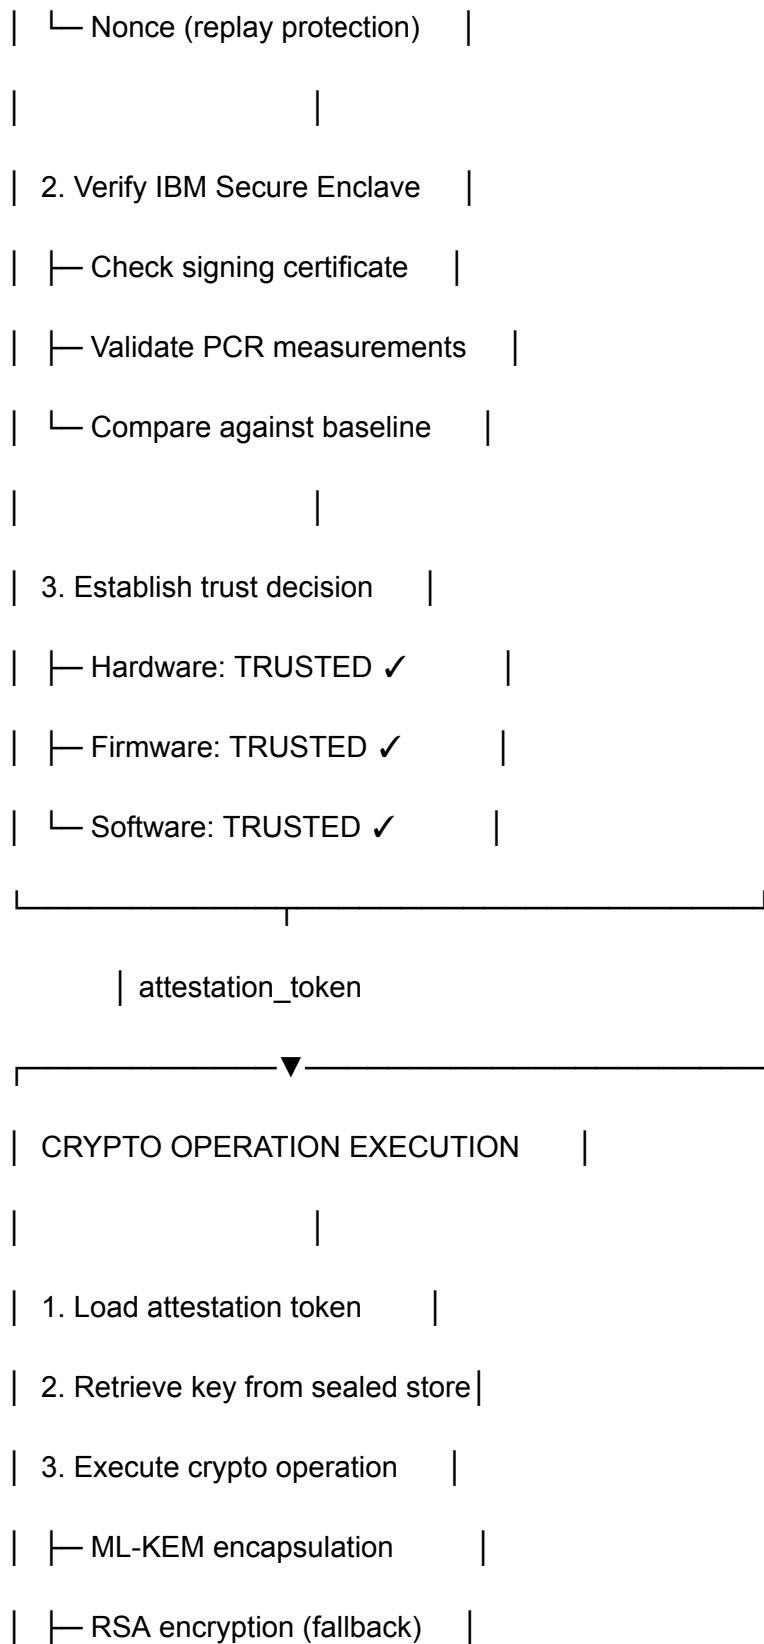 │ └─ Nonce (replay protection) │
│ │
│ 2. Verify IBM Secure Enclave │
│ ├─ Check signing certificate │
│ ├─ Validate PCR measurements │
│ └─ Compare against baseline │
│ │
│ 3. Establish trust decision │
│ ├─ Hardware: TRUSTED ✓ │
│ ├─ Firmware: TRUSTED ✓ │
│ └─ Software: TRUSTED ✓ │
│ attestation_token
▼
│ CRYPTO OPERATION EXECUTION │
│ │
│ 1. Load attestation token │
│ 2. Retrieve key from sealed store│
│ 3. Execute crypto operation │
│ ├─ ML-KEM encapsulation │
│ ├─ RSA encryption (fallback) │